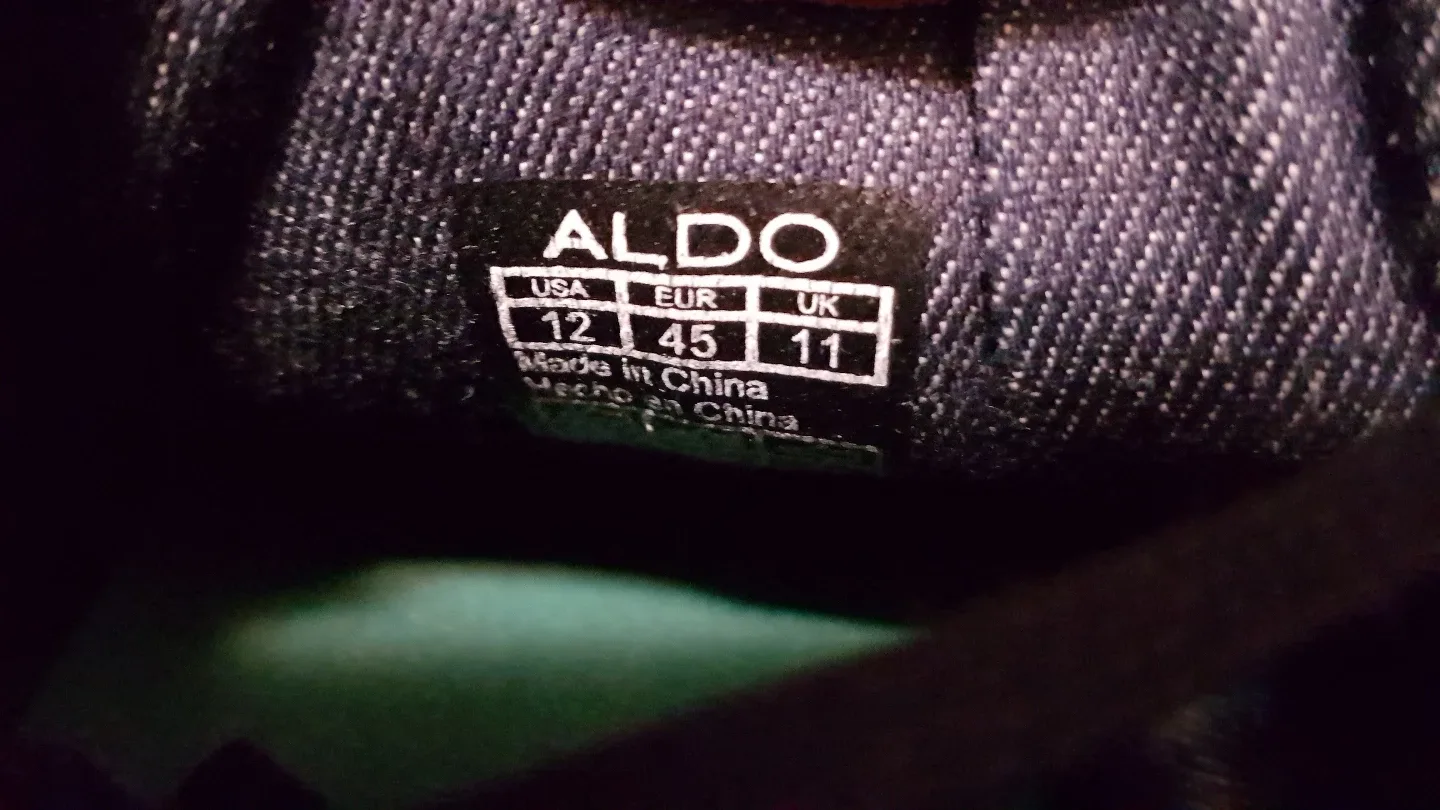 ALDO
USA EUR UK
12 45 11
Made in China
Hecho en China